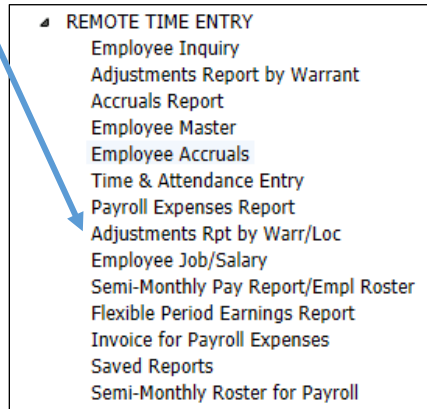 REMOTE TIME ENTRY
Employee Inquiry
Adjustments Report by Warrant
Accruals Report
Employee Master
Employee Accruals
Time & Attendance Entry
Payroll Expenses Report
Adjustments Rpt by Warr/Loc
Employee Job/Salary
Semi-Monthly Pay Report/Empl Roster
Flexible Period Earnings Report
Invoice for Payroll Expenses
Saved Reports
Semi-Monthly Roster for Payroll